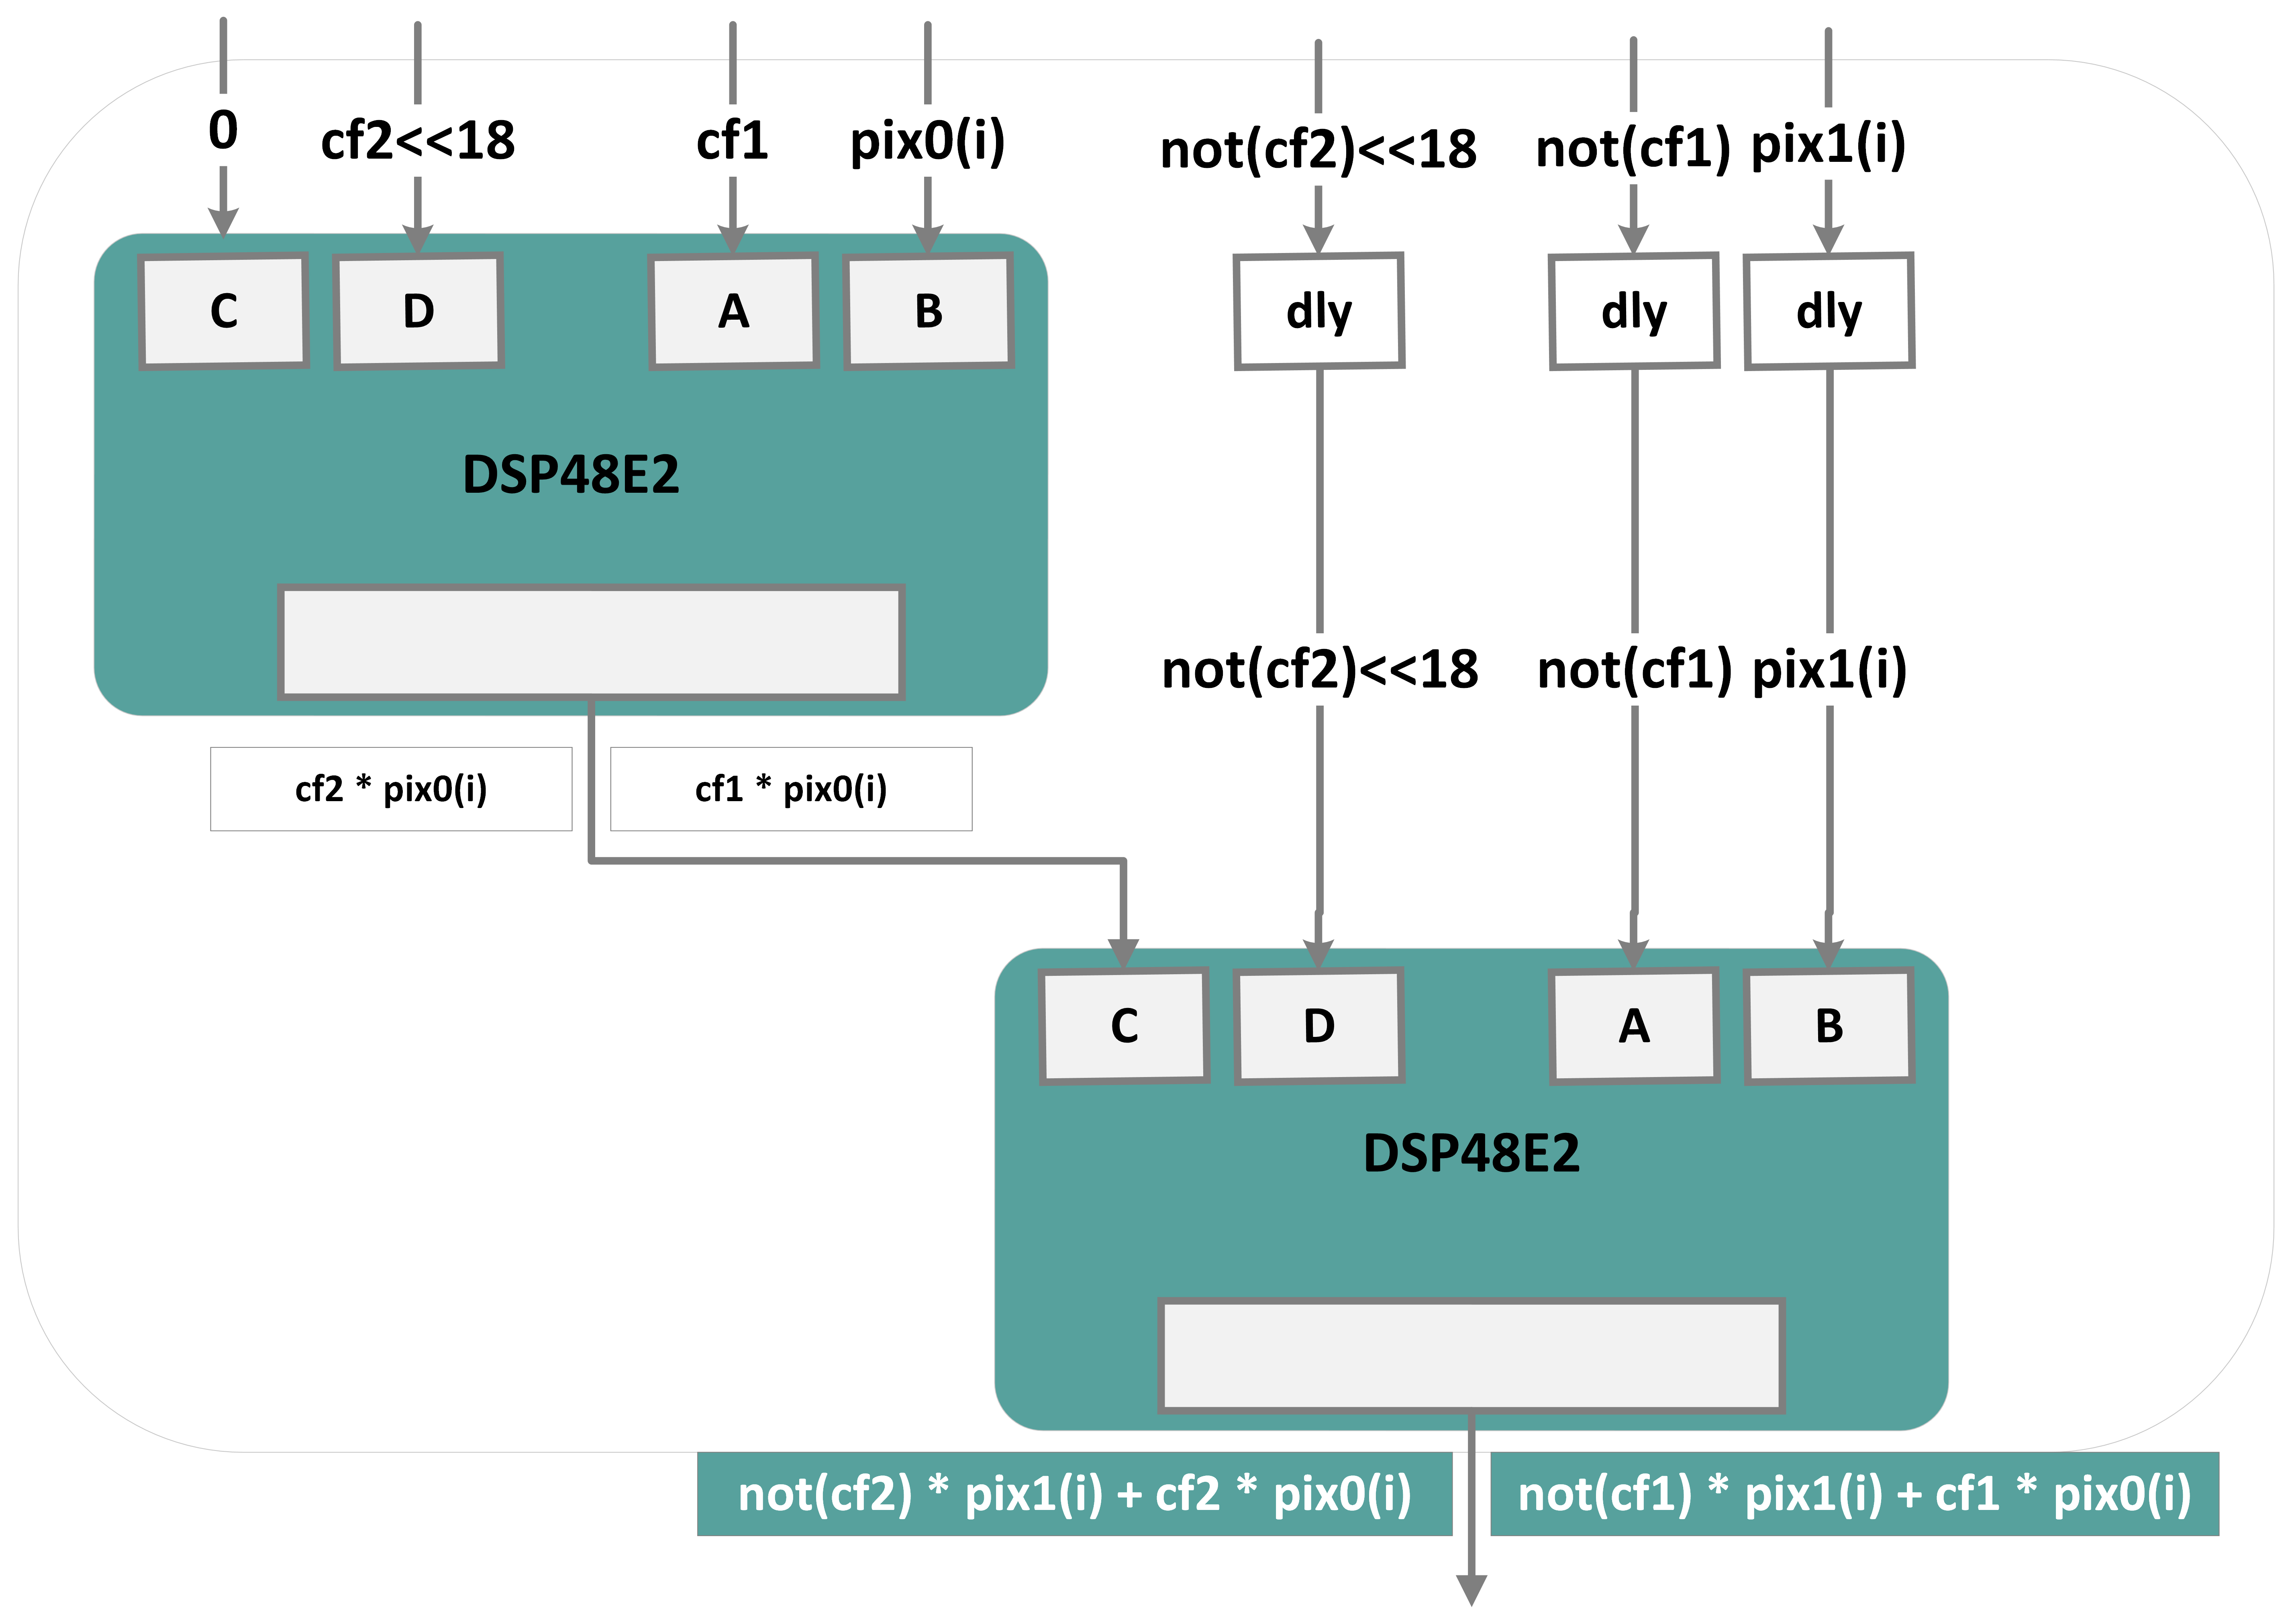 0
cf2<<18
cf1
pix0(i)
not(cf2)<<18
not(cf1)
pix1(i)
C
D
A
B
dly
dly
dly
DSP48E2
not(cf2)<<18
not(cf1)
pix1(i)
cf2 * pix0(i)
cf1 * pix0(i)
C
D
A
B
DSP48E2
not(cf2) * pix1(i) + cf2 * pix0(i)
not(cf1) * pix1(i) + cf1 * pix0(i)